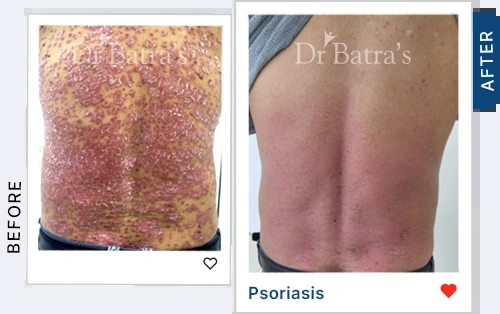 Dr Batra's
BEFORE
Dr Batra's
AFTER
Psoriasis